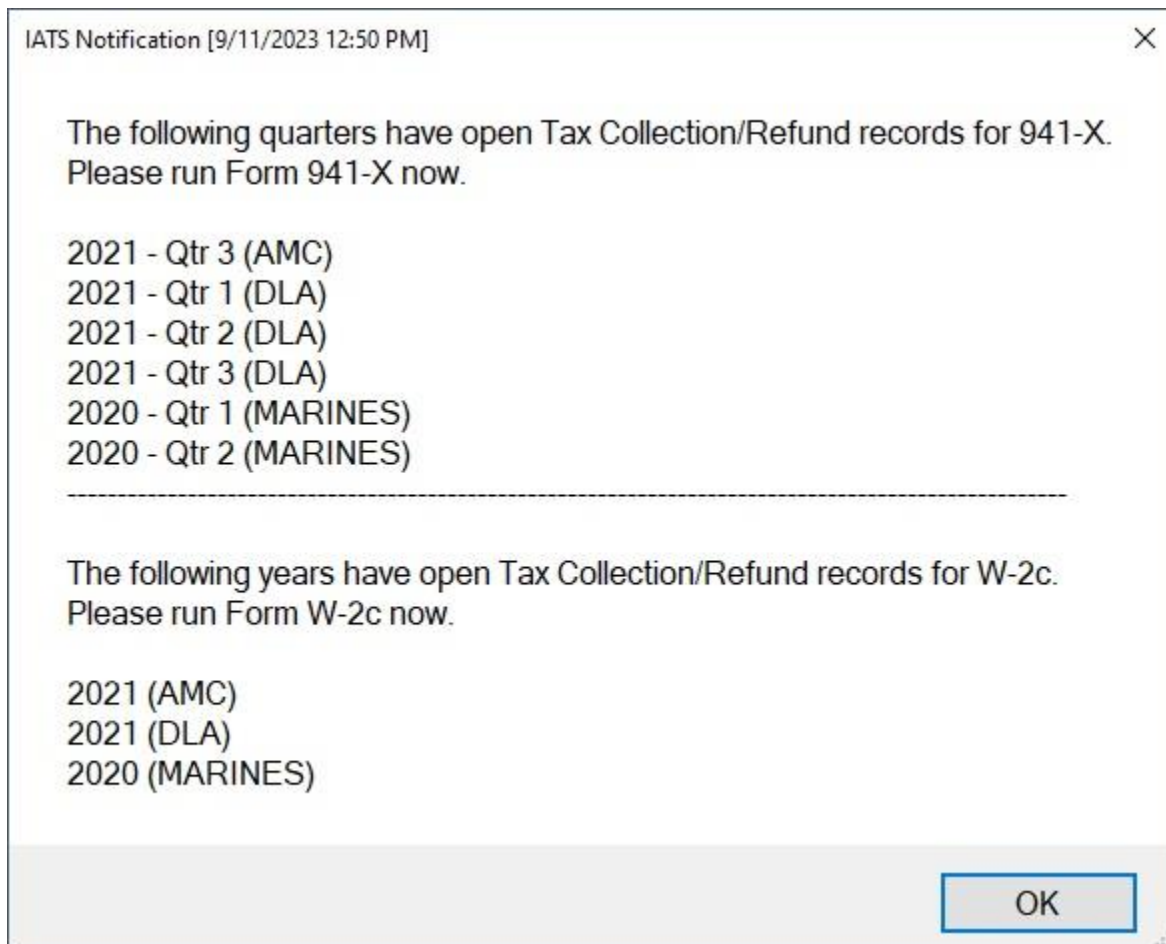 IATS Notification [9/11/2023 12:50 PM]
The following quarters have open Tax Collection/Refund records for 941-X.
Please run Form 941-X now.
2021 - Qtr 3 (AMC)
2021 - Qtr 1 (DLA)
2021 - Qtr 2 (DLA)
2021 - Qtr 3 (DLA)
2020 - Qtr 1 (MARINES)
2020 - Qtr 2 (MARINES)
----------------------------------------------------------------------------------------------------
The following years have open Tax Collection/Refund records for W-2c.
Please run Form W-2c now.
2021 (AMC)
2021 (DLA)
2020 (MARINES)
OK